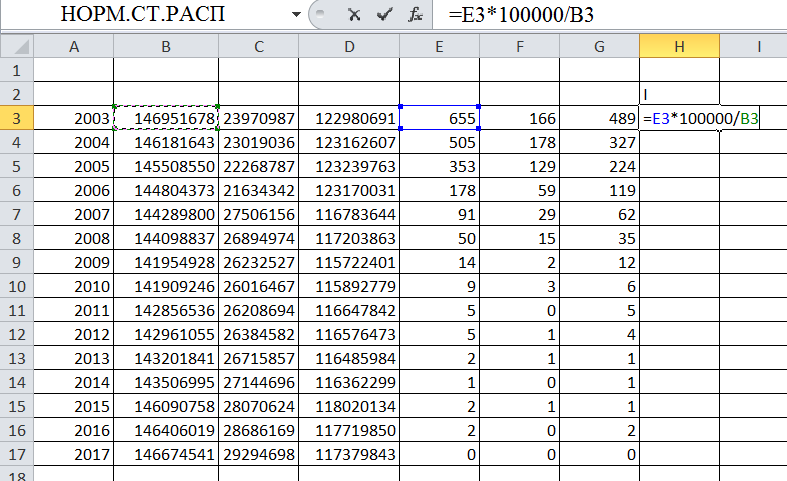 НОРМ.СТ.РАСП fx =E3*100000/B3
A B C D E F G H I
1
2 I
3 2003 146951678 23970987 122980691 655 166 489 =E3*100000/B3
4 2004 146181643 23019036 123162607 505 178 327
5 2005 145508550 22268787 123239763 353 129 224
6 2006 144804373 21634342 123170031 178 59 119
7 2007 144289800 27506156 116783644 91 29 62
8 2008 144098837 26894974 117203863 50 15 35
9 2009 141954928 26232527 115722401 14 2 12
10 2010 141909246 26016467 115892779 9 3 6
11 2011 142856536 26208694 116647842 5 0 5
12 2012 142961055 26384582 116576473 5 1 4
13 2013 143201841 26715857 116485984 2 1 1
14 2014 143506995 27144696 116362299 1 0 1
15 2015 146090758 28070624 118020134 2 1 1
16 2016 146406019 28686169 117719850 2 0 2
17 2017 146674541 29294698 117379843 0 0 0
18